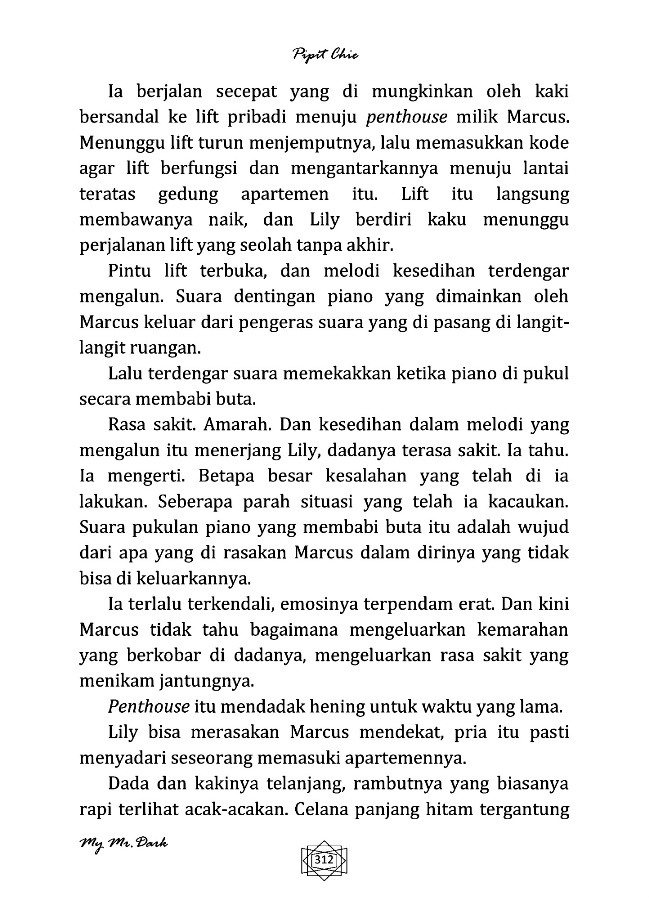 Pipit Chie
Ia berjalan secepat yang di mungkinkan oleh kaki
bersandal ke lift pribadi menuju penthouse milik Marcus.
Menunggu lift turun menjemputnya, lalu memasukkan kode
agar lift berfungsi dan mengantarkannya menuju lantai
teratas gedung apartemen itu. Lift itu langsung
membawanya naik, dan Lily berdiri kaku menunggu
perjalanan lift yang seolah tanpa akhir.
Pintu lift terbuka, dan melodi kesedihan terdengar
mengalun. Suara dentingan piano yang dimainkan oleh
Marcus keluar dari pengeras suara yang di pasang di langit-
langit ruangan.
Lalu terdengar suara memekakkan ketika piano di pukul
secara membabi buta.
Rasa sakit. Amarah. Dan kesedihan dalam melodi yang
mengalun itu menerjang Lily, dadanya terasa sakit. Ia tahu.
Ia mengerti. Betapa besar kesalahan yang telah di ia
lakukan. Seberapa parah situasi yang telah ia kacaukan.
Suara pukulan piano yang membabi buta itu adalah wujud
dari apa yang di rasakan Marcus dalam dirinya yang tidak
bisa di keluarkannya.
Ia terlalu terkendali, emosinya terpendam erat. Dan kini
Marcus tidak tahu bagaimana mengeluarkan kemarahan
yang berkobar di dadanya, mengeluarkan rasa sakit yang
menikam jantungnya.
Penthouse itu mendadak hening untuk waktu yang lama.
Lily bisa merasakan Marcus mendekat, pria itu pasti
menyadari seseorang memasuki apartemennya.
Dada dan kakinya telanjang, rambutnya yang biasanya
rapi terlihat acak-acakan. Celana panjang hitam tergantung
My Mr. Dark
312